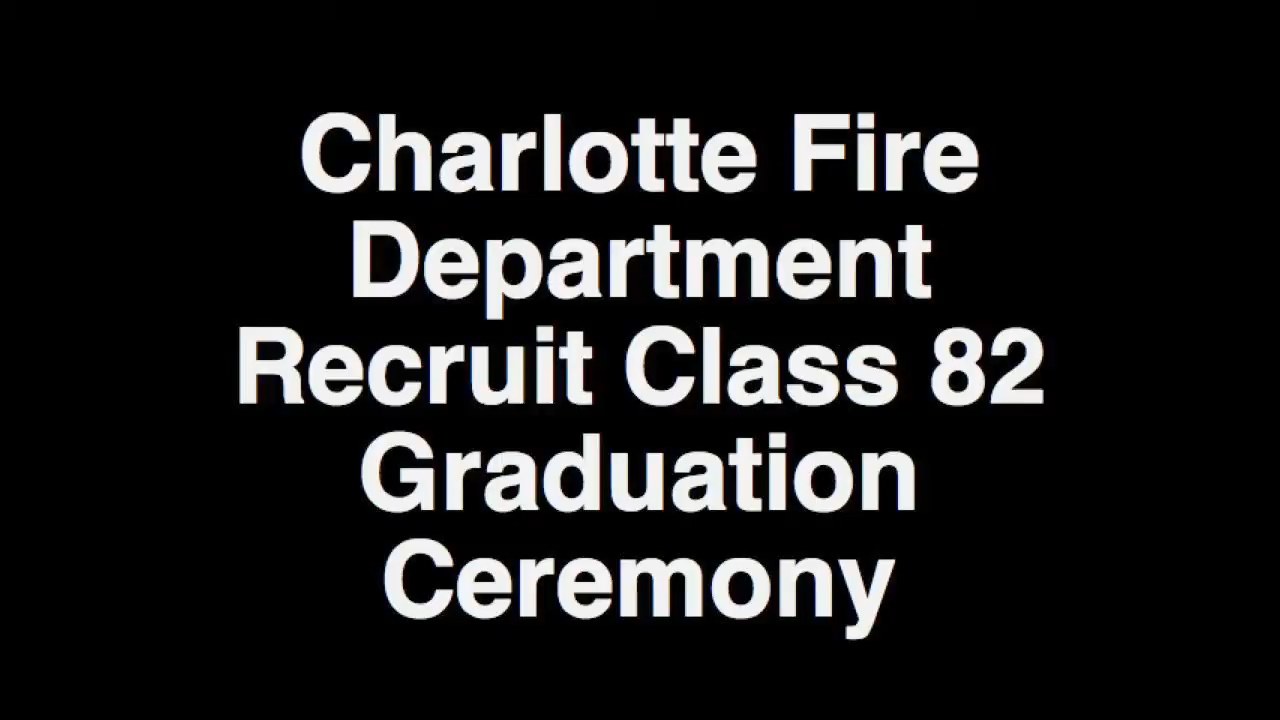 Charlotte Fire
Department
Recruit Class 82
Graduation
Ceremony